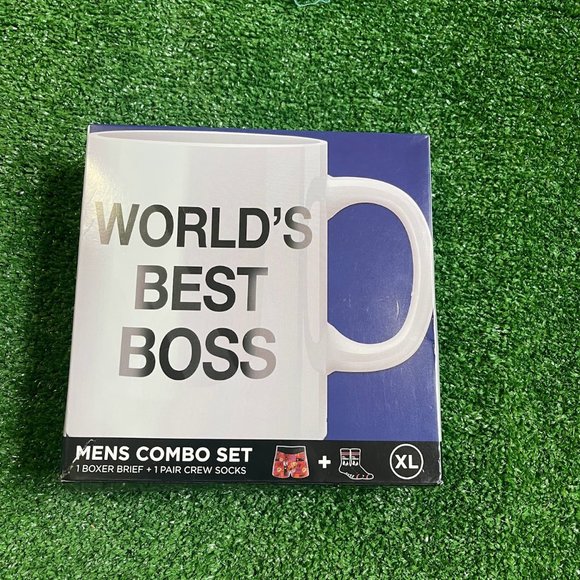 WORLD'S
BEST
BOSS
MENS COMBO SET
1 BOXER BRIEF + 1 PAIR CREW SOCKS
+
XL